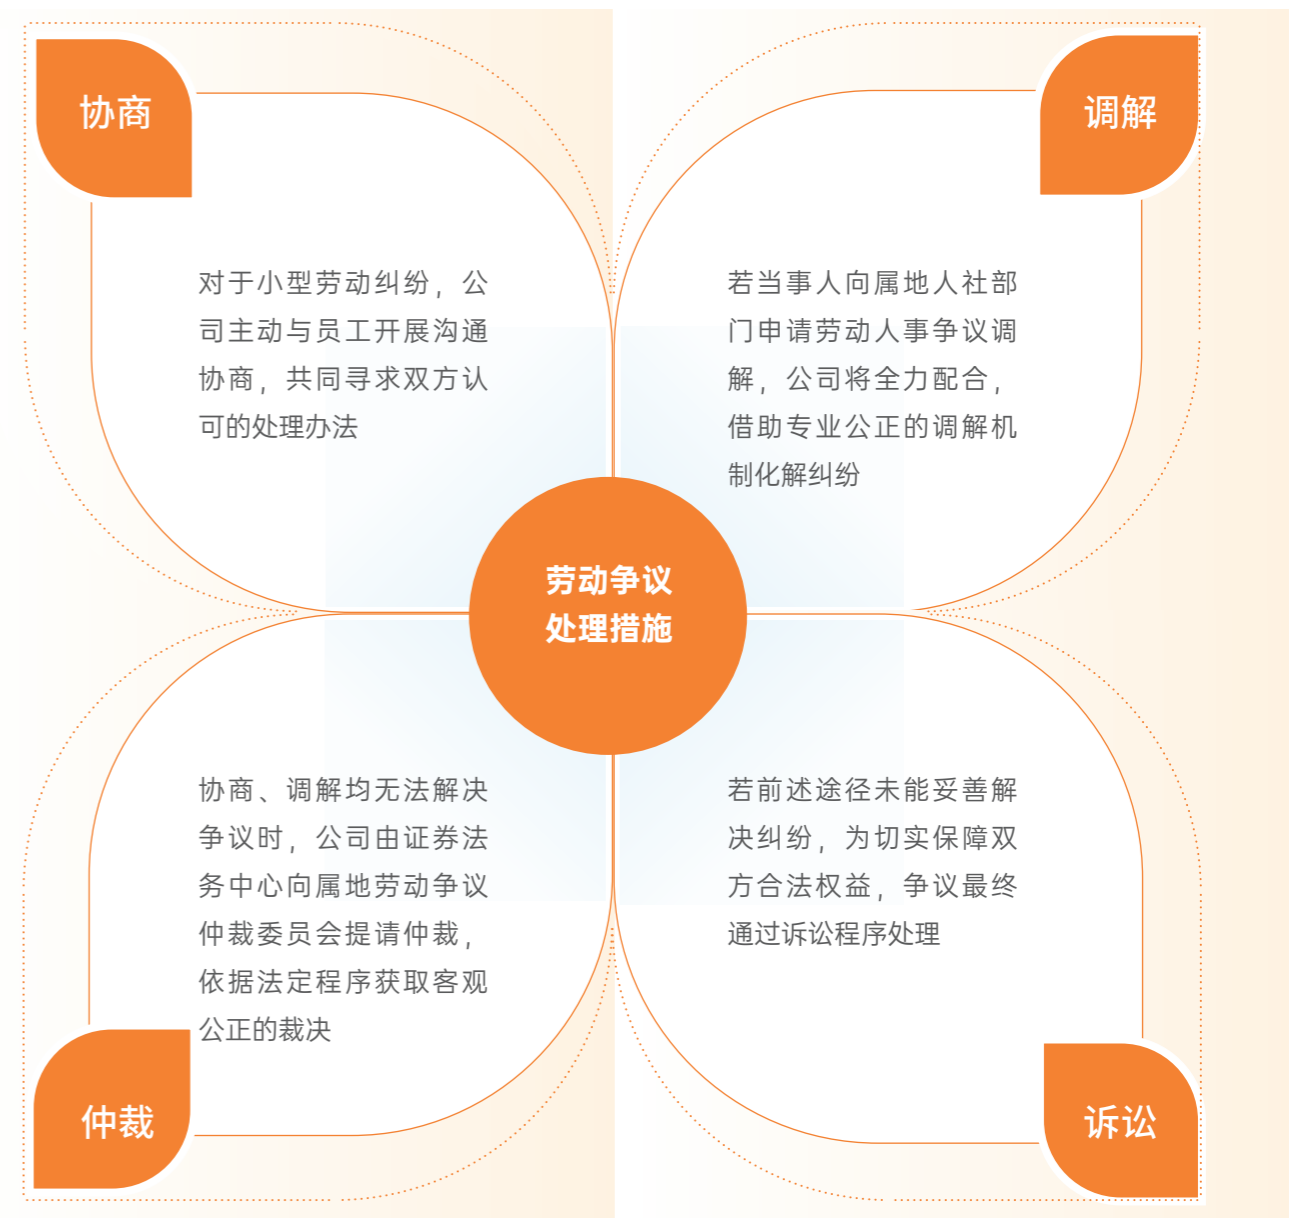 协商
对于小型劳动纠纷，公
司主动与员工开展沟通
协商，共同寻求双方认
可的处理办法
调解
若当事人向属地人社部
门申请劳动人事争议调
解，公司将全力配合，
借助专业公正的调解机
制化解纠纷
劳动争议
处理措施
协商、调解均无法解决
争议时，公司由证券法
务中心向属地劳动争议
仲裁委员会提请仲裁，
依据法定程序获取客观
公正的裁决
仲裁
若前述途径未能妥善解
决纠纷，为切实保障双
方合法权益，争议最终
通过诉讼程序处理
诉讼